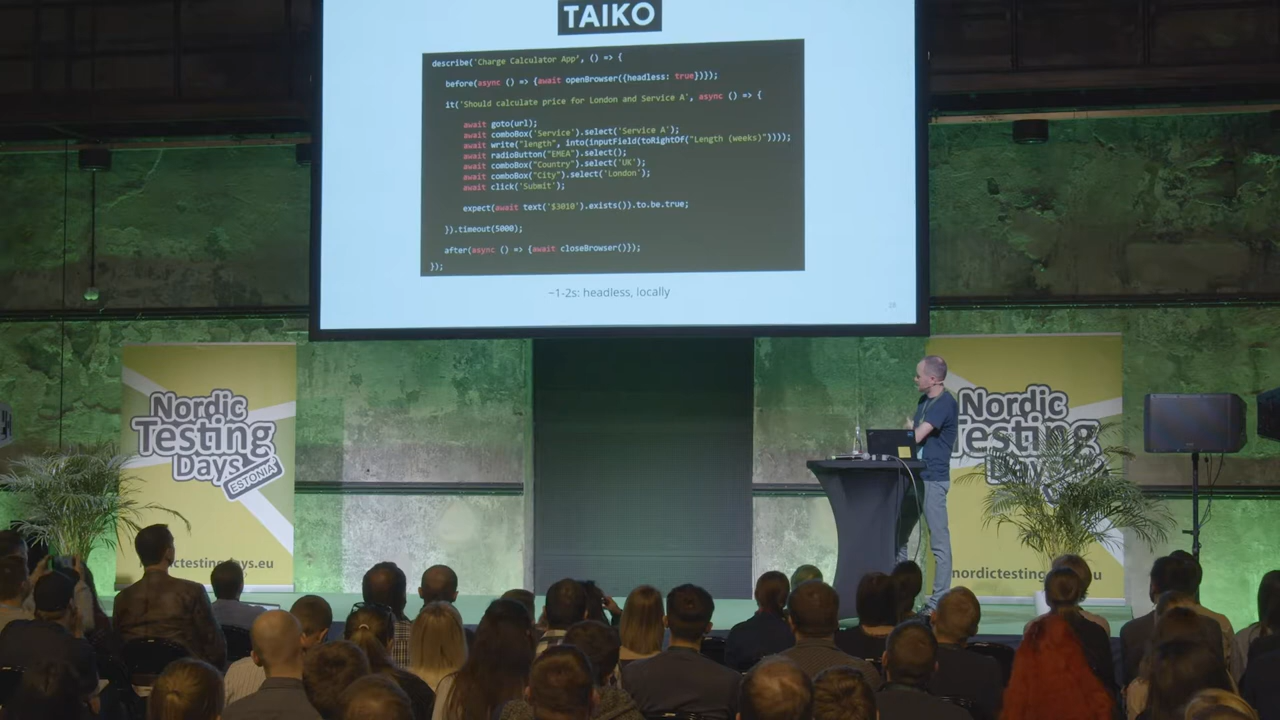 TAIKO
describe('Charge Calculator App', () => {
before(async () => {await openBrowser({headless: true})});
it('Should calculate price for London and Service A', async () => {
await goto(url);
await comboBox('Service').select('Service A');
await write("length", into(inputField(toRightOf("Length (weeks)"))));
await radioButton("EMEA").select();
await comboBox("Country").select('UK');
await comboBox("City").select('London');
await click('Submit');
expect(await text('$3010').exists()).to.be.true;
}).timeout(5000);
after(async () => {await closeBrowser()});
});
~1-2s: headless, locally
18
Nordic
Testing
Days
ESTONIA
Nordic
Testing
Days